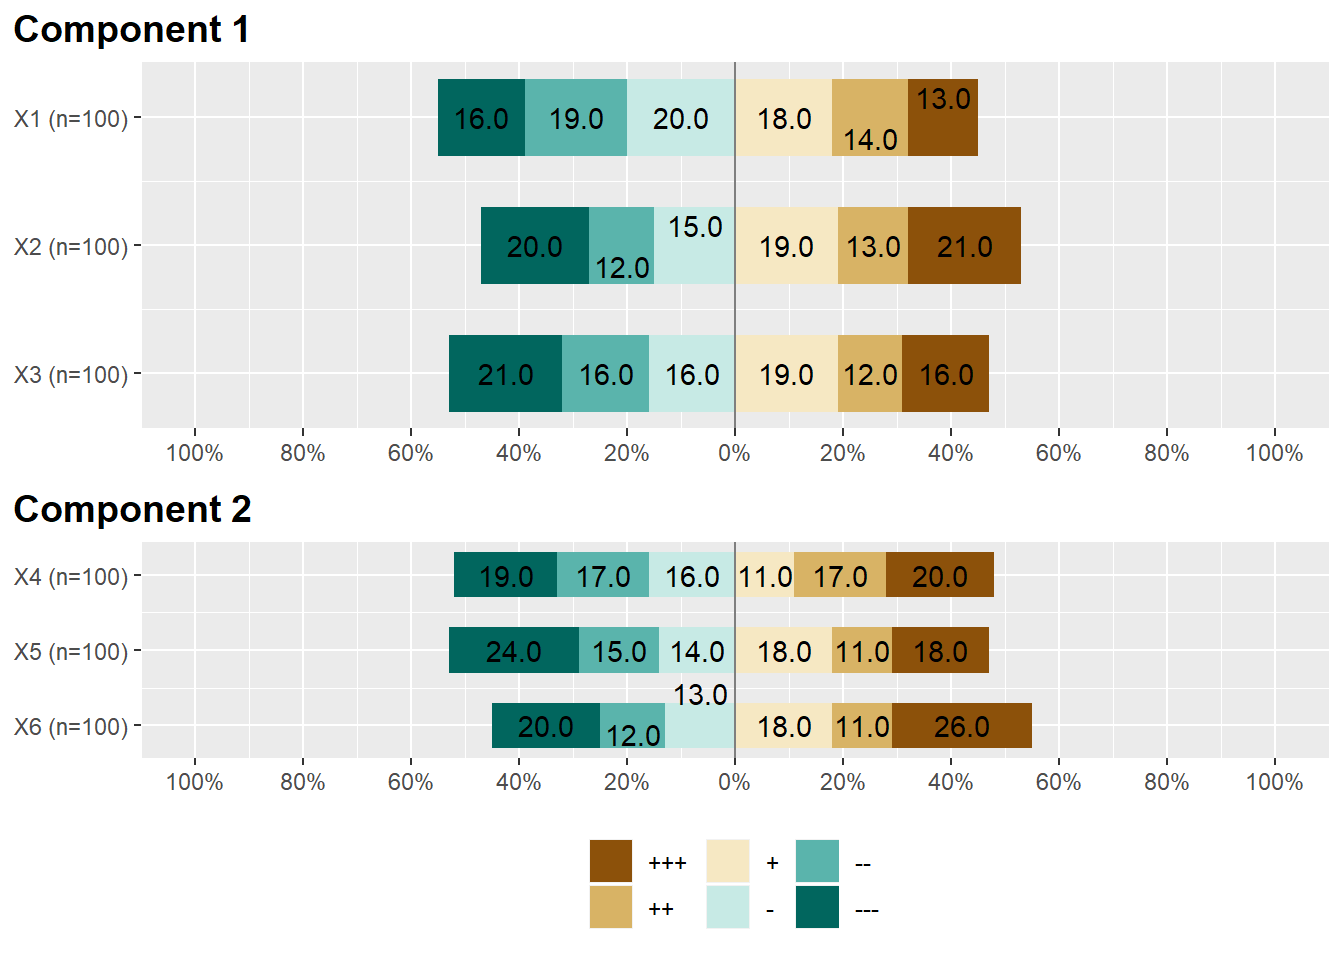 Component 1
X1 (n=100) 16.0 19.0 20.0 18.0 14.0 13.0
X2 (n=100) 20.0 12.0 15.0 19.0 13.0 21.0
X3 (n=100) 21.0 16.0 16.0 19.0 12.0 16.0
100% 80% 60% 40% 20% 0% 20% 40% 60% 80% 100%
Component 2
X4 (n=100) 19.0 17.0 16.0 11.0 17.0 20.0
X5 (n=100) 24.0 15.0 14.0 18.0 11.0 18.0
X6 (n=100) 20.0 12.0 13.0 18.0 11.0 26.0
100% 80% 60% 40% 20% 0% 20% 40% 60% 80% 100%
+++ + --
++ - ---